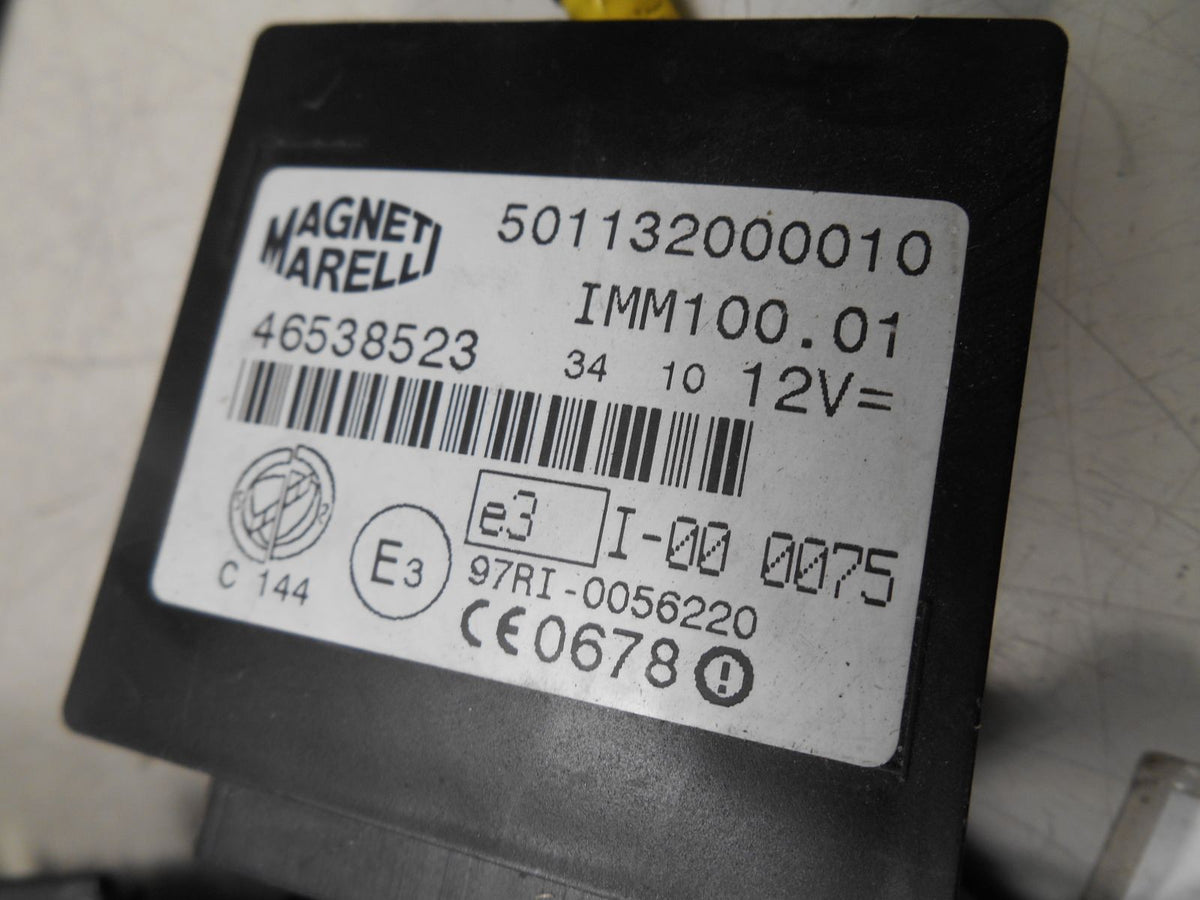 MAGNETI
MARELLI
501132000010
IMM100.01
46538523
34 10 12V=
e3 I-00 0075
E3
97RI-0056220
C 144
CE0678